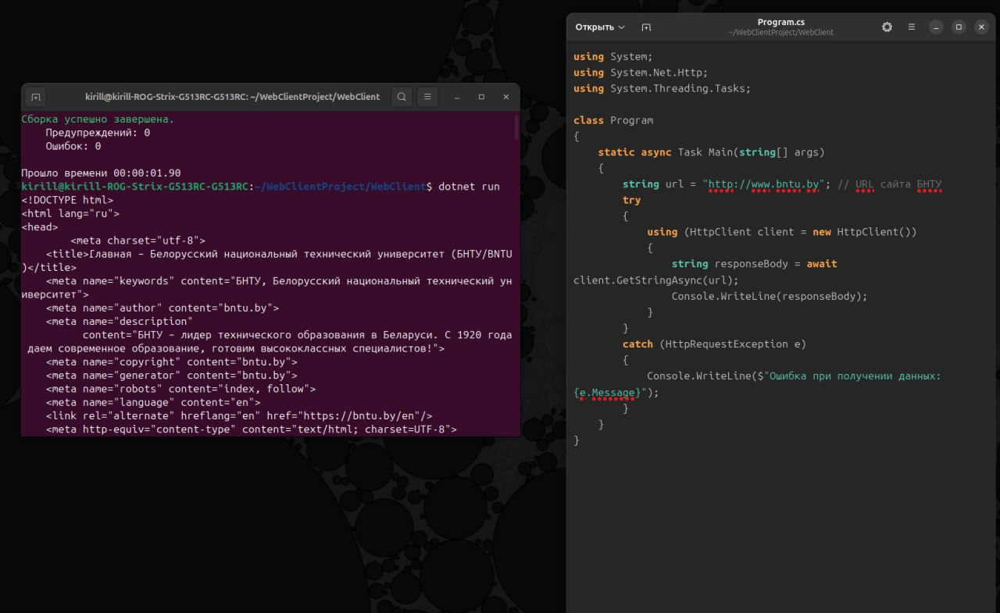 kirill@kirill-ROG-Strix-G513RC-G513RC: ~/WebClientProject/WebClient
Сборка успешно завершена.
    Предупреждений: 0
    Ошибок: 0
Прошло времени 00:00:01.90
kirill@kirill-ROG-Strix-G513RC-G513RC:~/WebClientProject/WebClient$ dotnet run
<!DOCTYPE html>
<html lang="ru">
<head>
        <meta charset="utf-8">
    <title>Главная – Белорусский национальный технический университет (БНТУ/BNTU
)</title>
    <meta name="keywords" content="БНТУ, Белорусский национальный технический ун
иверситет">
    <meta name="author" content="bntu.by">
    <meta name="description"
          content="БНТУ – лидер технического образования в Беларуси. С 1920 года
 даем современное образование, готовим высококлассных специалистов!">
    <meta name="copyright" content="bntu.by">
    <meta name="generator" content="bntu.by">
    <meta name="robots" content="index, follow">
    <meta name="language" content="en">
    <link rel="alternate" hreflang="en" href="https://bntu.by/en"/>
    <meta http-equiv="content-type" content="text/html; charset=UTF-8">
Открыть
Program.cs
~/WebClientProject/WebClient
using System;
using System.Net.Http;
using System.Threading.Tasks;
class Program
{
    static async Task Main(string[] args)
    {
        string url = "http://www.bntu.by"; // URL сайта БНТУ
        try
        {
            using (HttpClient client = new HttpClient())
            {
                string responseBody = await
client.GetStringAsync(url);
                Console.WriteLine(responseBody);
            }
        }
        catch (HttpRequestException e)
        {
            Console.WriteLine($"Ошибка при получении данных:
{e.Message}");
        }
    }
}